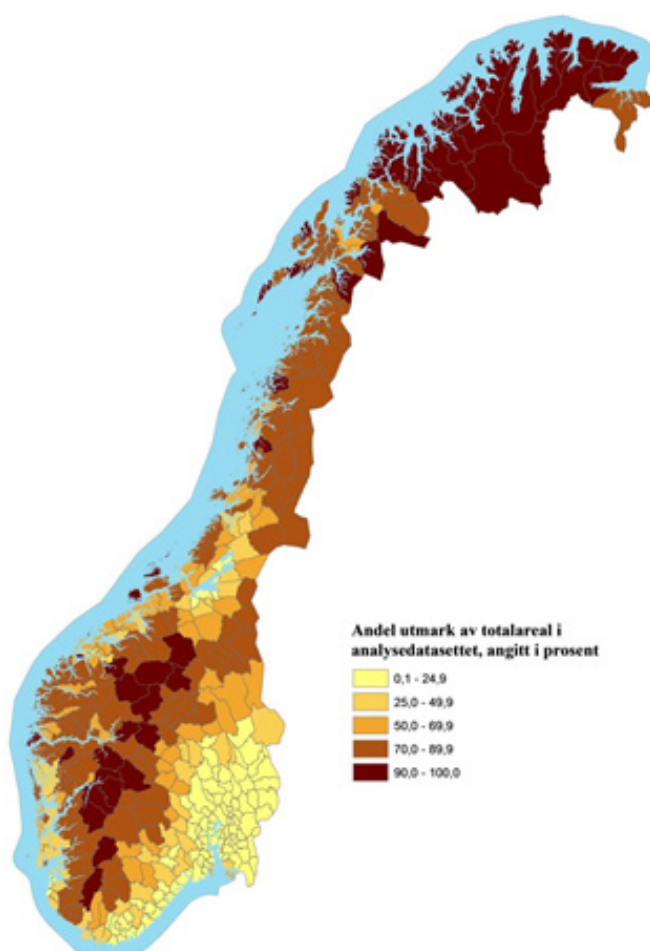 Andel utmark av totalareal i
analysedatasettet, angitt i prosent
0,1 - 24,9
25,0 - 49,9
50,0 - 69,9
70,0 - 89,9
90,0 - 100,0